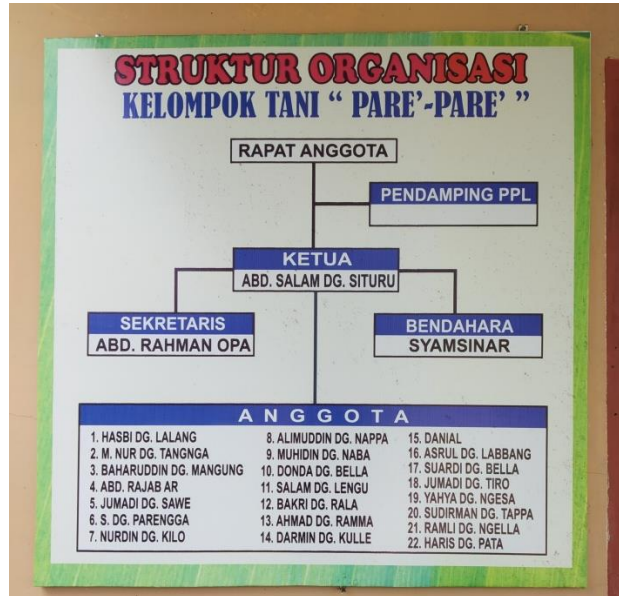 STRUKTUR ORGANISASI
KELOMPOK TANI “ PARE’-PARE’ ”
RAPAT ANGGOTA
PENDAMPING PPL
KETUA
ABD. SALAM DG. SITURU
SEKRETARIS
ABD. RAHMAN OPA
BENDAHARA
SYAMSINAR
ANGGOTA
1. HASBI DG. LALANG
2. M. NUR DG. TANGNGA
3. BAHARUDDIN DG. MANGUNG
4. ABD. RAJAB AR
5. JUMADI DG. SAWE
6. S. DG. PARENGGA
7. NURDIN DG. KILO
8. ALIMUDDIN DG. NAPPA
9. MUHIDIN DG. NABA
10. DONDA DG. BELLA
11. SALAM DG. LENGU
12. BAKRI DG. RALA
13. AHMAD DG. RAMMA
14. DARMIN DG. KULLE
15. DANIAL
16. ASRUL DG. LABBANG
17. SUARDI DG. BELLA
18. JUMADI DG. TIRO
19. YAHYA DG. NGESA
20. SUDIRMAN DG. TAPPA
21. RAMLI DG. NGELLA
22. HARIS DG. PATA